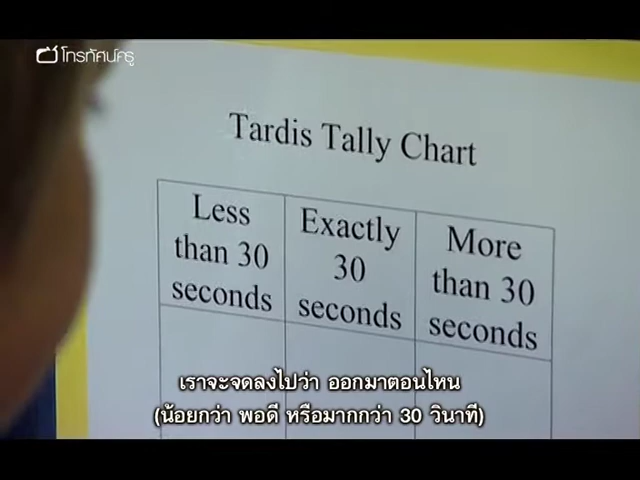 โทรทัศน์ครู
Tardis Tally Chart
Less
than 30
seconds
Exactly
30
seconds
More
than 30
seconds
เราจะจดลงไปว่า ออกมาตอนไหน
(น้อยกว่า พอดี หรือมากกว่า 30 วินาที)